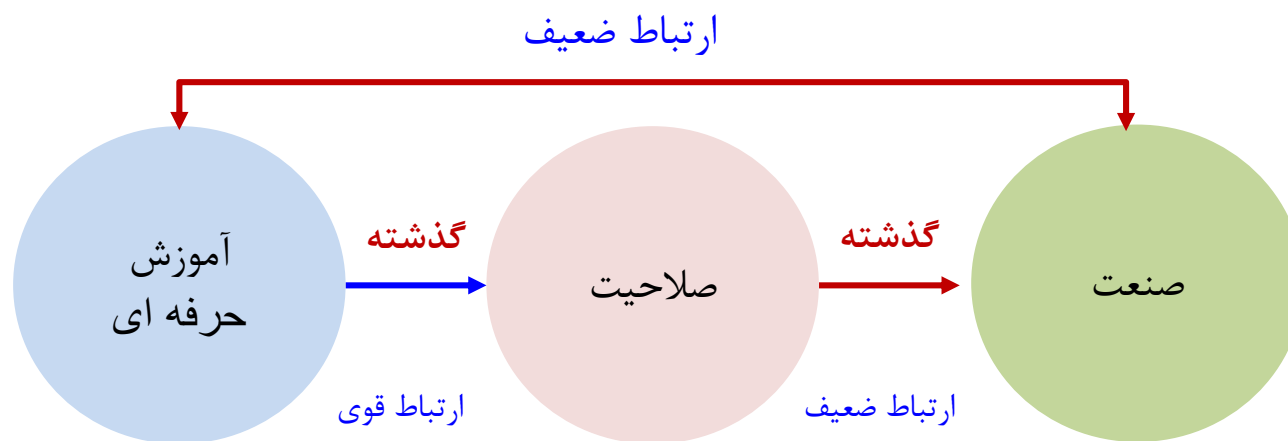 ارتباط ضعیف
گذشته
گذشته
آموزش
حرفه ای
صلاحیت
صنعت
ارتباط قوی
ارتباط ضعیف